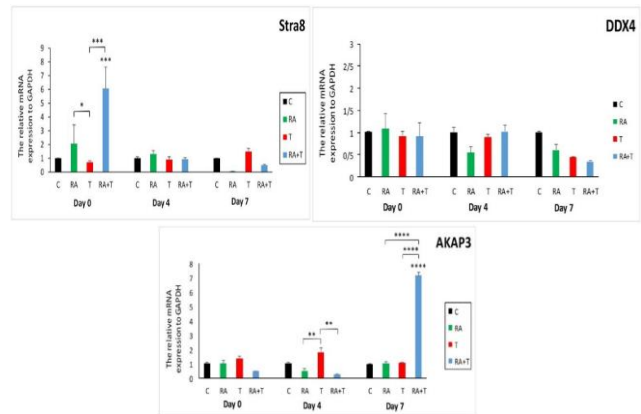 Stra8
The relative mRNA
expression to GAPDH
9
8
7
6
5
4
3
2
1
0
*
***
***
C RA T RA+T C RA T RA+T C RA T RA+T
Day 0 Day 4 Day 7
C
RA
T
RA+T
DDX4
The relative mRNA
expression to GAPDH
3
2/5
2
1/5
1
0/5
0
C RA T RA+T C RA T RA+T C RA T RA+T
Day 0 Day 4 Day 7
C
RA
T
RA+T
AKAP3
The relative mRNA
expression to GAPDH
8
7
6
5
4
3
2
1
0
**
**
****
****
****
C RA T RA+T C RA T RA+T C RA T RA+T
Day 0 Day 4 Day 7
C
RA
T
RA+T